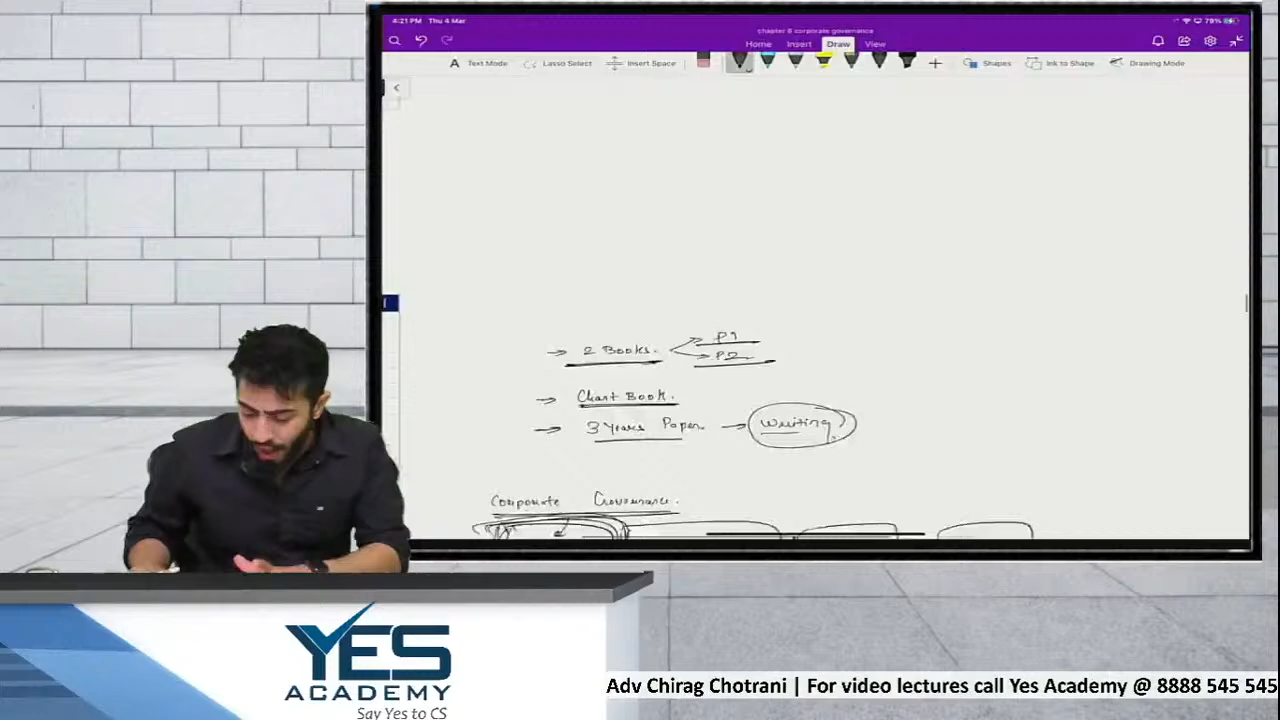 4:21 PM Thu 4 Mar
79%
chapter 6 corporate governance
Home Insert Draw View
Text Mode Lasso Select Insert Space Shapes Ink to Shape Drawing Mode
→ 2 Books. P1
P2
→ Chart Book.
→ 3 Years Paper → Writing
Corporate Governance.
YES
ACADEMY
Say Yes to CS
Adv Chirag Chotrani | For video lectures call Yes Academy @ 8888 545 545